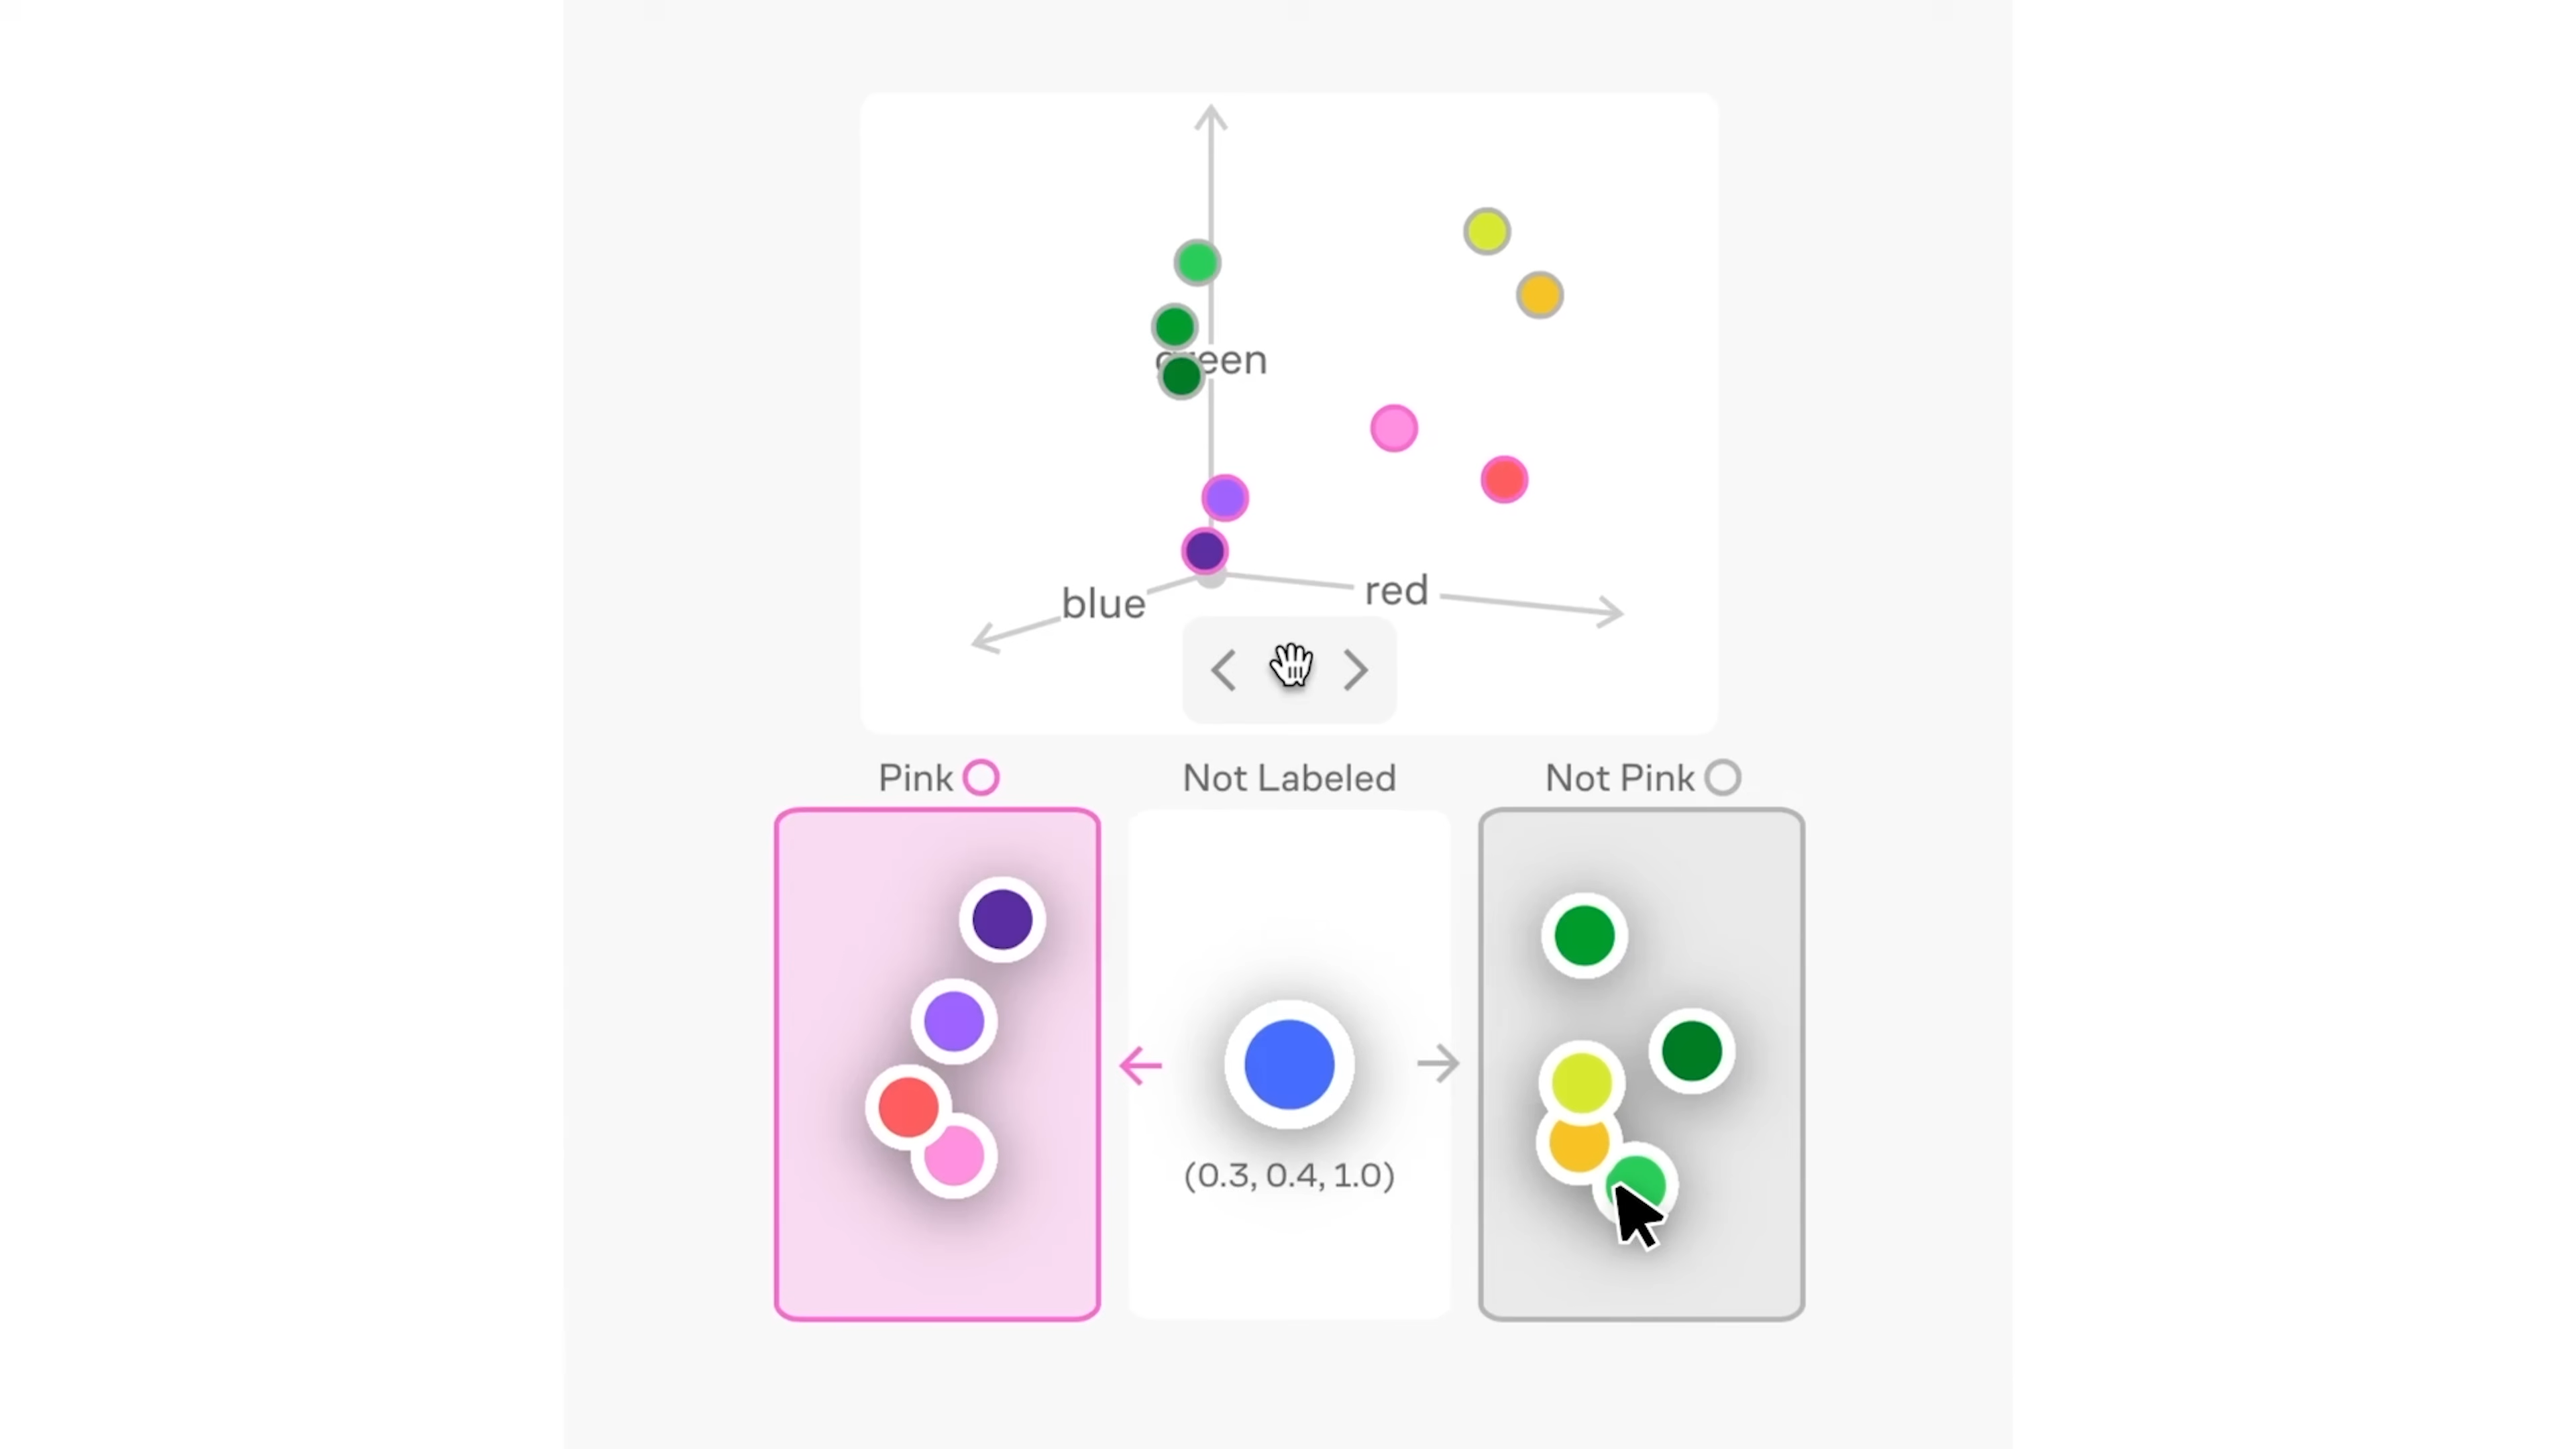 green
blue
red
Pink
Not Labeled
Not Pink
(0.3, 0.4, 1.0)